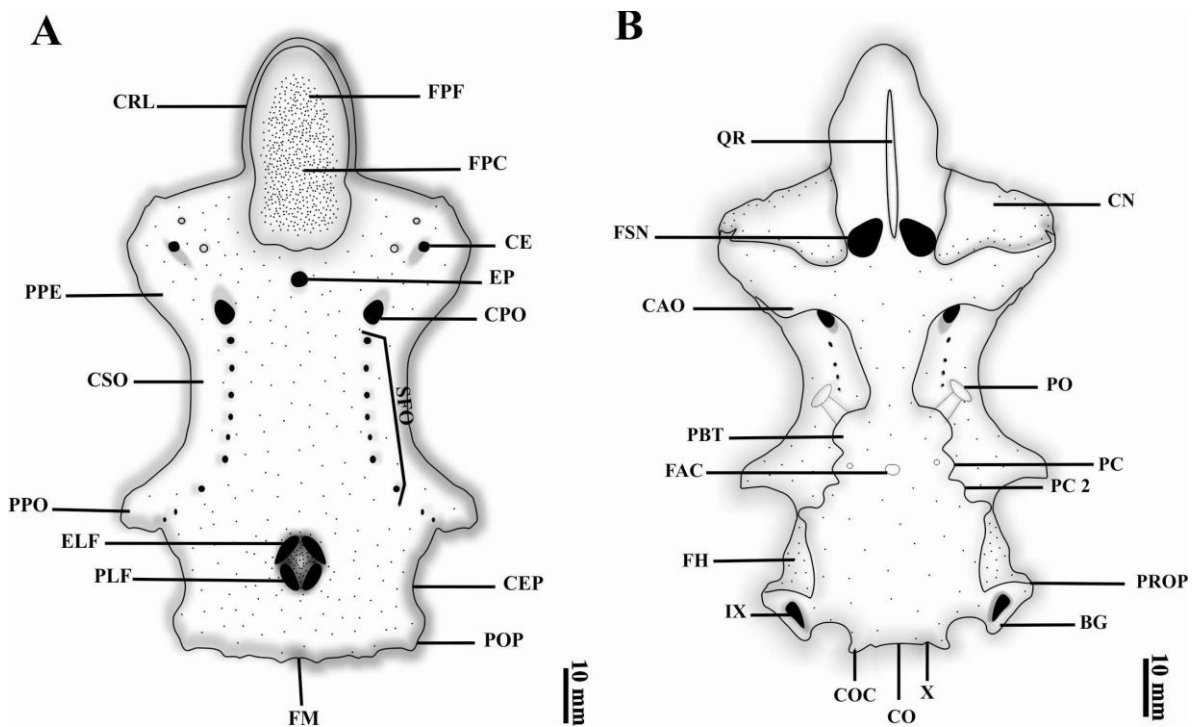 A
CRL
FPF
FPC
CE
EP
PPE
CPO
CSO
SFO
PPO
ELF
PLF
CEP
POP
FM
10 mm
B
QR
CN
FSN
CAO
PO
PBT
FAC
PC
PC 2
FH
PROP
IX
BG
COC
CO
X
10 mm